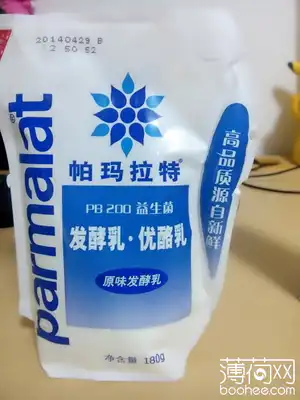 20140429 B
2 50 52
parmalat
帕玛拉特
PB 200 益生菌
发酵乳·优酪乳
原味发酵乳
高品质源自新鲜
净含量 180g
薄荷网
boohee.com